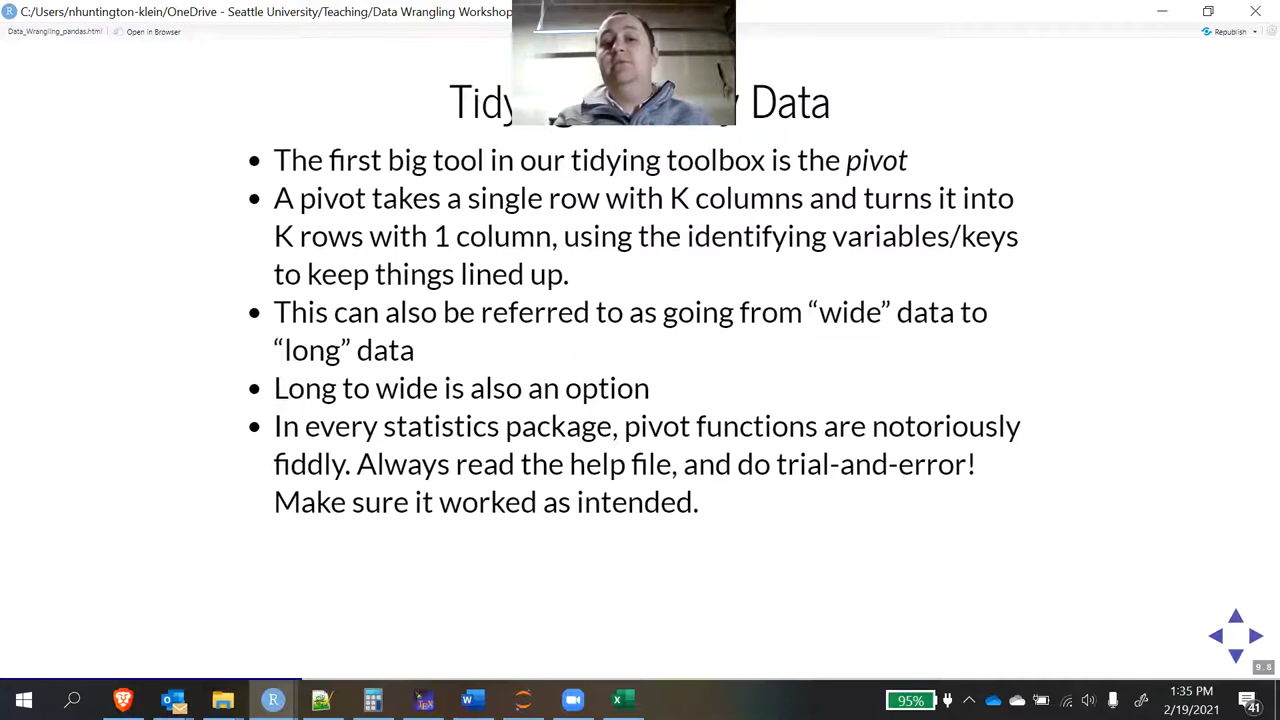 C:/Users/nhuntington-klein/OneDrive - Seattle University/Teaching/Data Wrangling Workshop
Data_Wrangling_pandas.html
Open in Browser
Republish
Data
The first big tool in our tidying toolbox is the pivot
A pivot takes a single row with K columns and turns it into
K rows with 1 column, using the identifying variables/keys
to keep things lined up.
This can also be referred to as going from “wide” data to
“long” data
Long to wide is also an option
In every statistics package, pivot functions are notoriously
fiddly. Always read the help file, and do trial-and-error!
Make sure it worked as intended.
9.8
95%
1:35 PM
2/19/2021
41